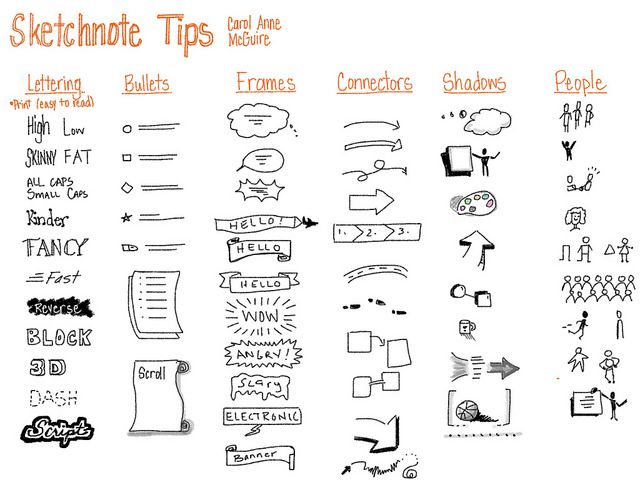 Sketchnote Tips
Carol Anne
McGuire
Lettering
*Print (easy to read)
High Low
SKINNY FAT
ALL CAPS
SMALL CAPS
Kinder
FANCY
Fast
Reverse
BLOCK
3D
DASH
Script
Bullets
Scroll
Frames
HELLO!
HELLO
HELLO
WOW
ANGRY!
Scary
ELECTRONIC
Banner
Connectors
1. 2. 3.
Shadows
People